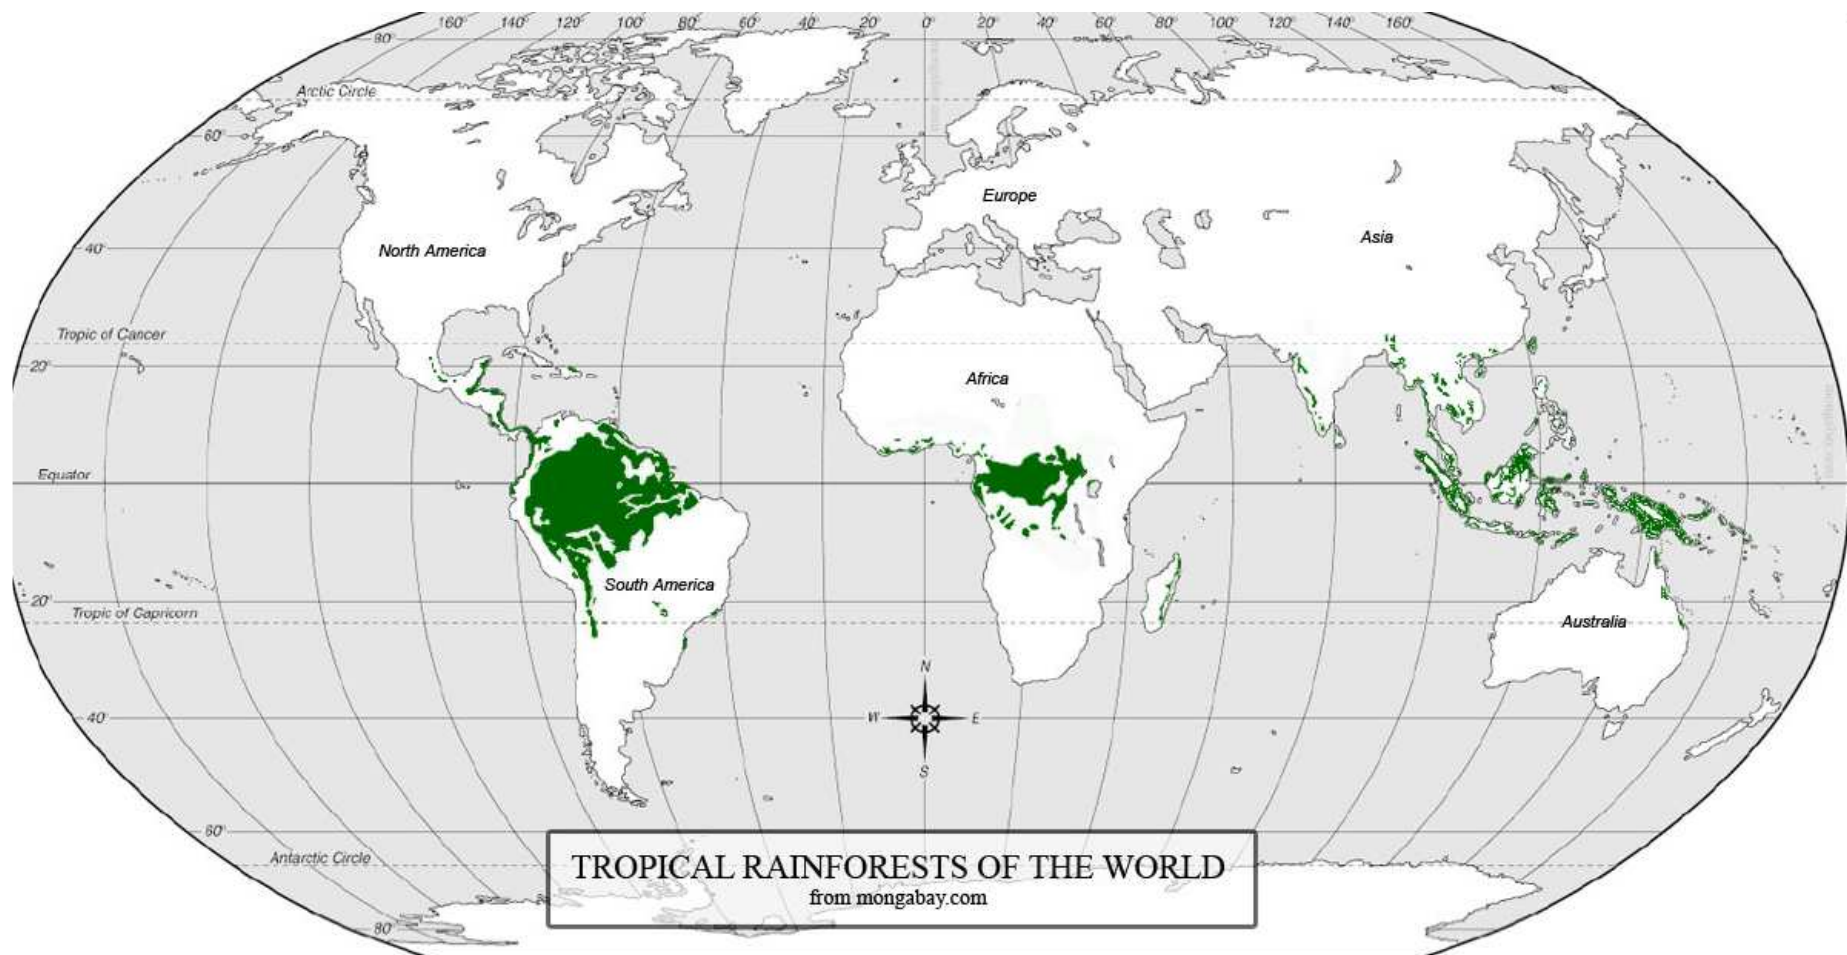 160° 140° 120° 100° 80° 60° 40° 20° 0° 20° 40° 60° 80° 100° 120° 140° 160°
80°
Arctic Circle
60°
Europe
Asia
North America
40°
Tropic of Cancer
20°
Africa
Equator
South America
20°
Tropic of Capricorn
Australia
N
W E
S
40°
60°
Antarctic Circle
TROPICAL RAINFORESTS OF THE WORLD
from mongabay.com
80°